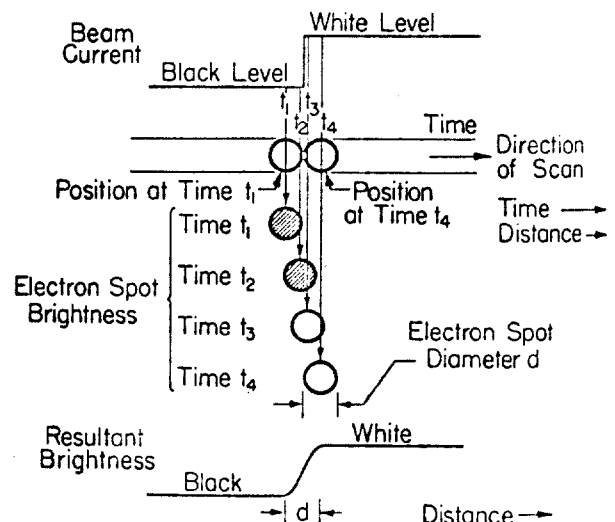 Beam
Current
White Level
Black Level
t₁
t₃
t₂
t₄
Time
Direction
of Scan
Position at Time t₁
Position
at Time t₄
Time
Distance
Electron Spot
Brightness
Time t₁
Time t₂
Time t₃
Time t₄
Electron Spot
Diameter d
Resultant
Brightness
White
Black
d
Distance